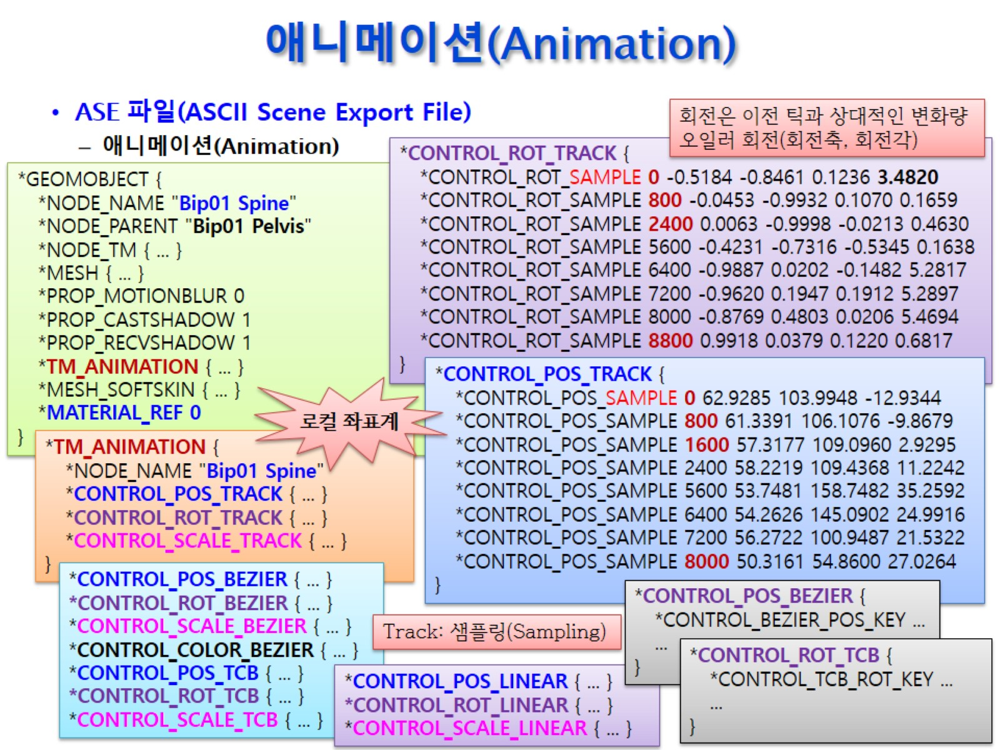 애니메이션(Animation)
• ASE 파일(ASCII Scene Export File)
– 애니메이션(Animation)
*GEOMOBJECT {
*NODE_NAME "Bip01 Spine"
*NODE_PARENT "Bip01 Pelvis"
*NODE_TM { ... }
*MESH { ... }
*PROP_MOTIONBLUR 0
*PROP_CASTSHADOW 1
*PROP_RECVSHADOW 1
*TM_ANIMATION { ... }
*MESH_SOFTSKIN { ... }
*MATERIAL_REF 0
}
회전은 이전 틱과 상대적인 변화량
오일러 회전(회전축, 회전각)
*CONTROL_ROT_TRACK {
*CONTROL_ROT_SAMPLE 0 -0.5184 -0.8461 0.1236 3.4820
*CONTROL_ROT_SAMPLE 800 -0.0453 -0.9932 0.1070 0.1659
*CONTROL_ROT_SAMPLE 2400 0.0063 -0.9998 -0.0213 0.4630
*CONTROL_ROT_SAMPLE 5600 -0.4231 -0.7316 -0.5345 0.1638
*CONTROL_ROT_SAMPLE 6400 -0.9887 0.0202 -0.1482 5.2817
*CONTROL_ROT_SAMPLE 7200 -0.9620 0.1947 0.1912 5.2897
*CONTROL_ROT_SAMPLE 8000 -0.8769 0.4803 0.0206 5.4694
*CONTROL_ROT_SAMPLE 8800 0.9918 0.0379 0.1220 0.6817
}
로컬 좌표계
*TM_ANIMATION {
*NODE_NAME "Bip01 Spine"
*CONTROL_POS_TRACK { ... }
*CONTROL_ROT_TRACK { ... }
*CONTROL_SCALE_TRACK { ... }
}
*CONTROL_POS_TRACK {
*CONTROL_POS_SAMPLE 0 62.9285 103.9948 -12.9344
*CONTROL_POS_SAMPLE 800 61.3391 106.1076 -9.8679
*CONTROL_POS_SAMPLE 1600 57.3177 109.0960 2.9295
*CONTROL_POS_SAMPLE 2400 58.2219 109.4368 11.2242
*CONTROL_POS_SAMPLE 5600 53.7481 158.7482 35.2592
*CONTROL_POS_SAMPLE 6400 54.2626 145.0902 24.9916
*CONTROL_POS_SAMPLE 7200 56.2722 100.9487 21.5322
*CONTROL_POS_SAMPLE 8000 50.3161 54.8600 27.0264
}
*CONTROL_POS_BEZIER { ... }
*CONTROL_ROT_BEZIER { ... }
*CONTROL_SCALE_BEZIER { ... }
*CONTROL_COLOR_BEZIER { ... }
*CONTROL_POS_TCB { ... }
*CONTROL_ROT_TCB { ... }
*CONTROL_SCALE_TCB { ... }
Track: 샘플링(Sampling)
*CONTROL_POS_LINEAR { ... }
*CONTROL_ROT_LINEAR { ... }
*CONTROL_SCALE_LINEAR { ... }
*CONTROL_POS_BEZIER {
*CONTROL_BEZIER_POS_KEY ...
...
}
*CONTROL_ROT_TCB {
*CONTROL_TCB_ROT_KEY ...
...
}